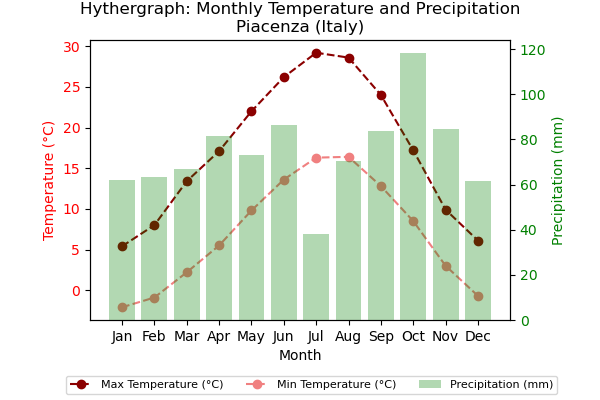 Hythergraph: Monthly Temperature and Precipitation
Piacenza (Italy)
30
25
20
15
10
5
0
Temperature (°C)
120
100
80
60
40
20
0
Precipitation (mm)
Jan Feb Mar Apr May Jun Jul Aug Sep Oct Nov Dec
Month
Max Temperature (°C) Min Temperature (°C) Precipitation (mm)